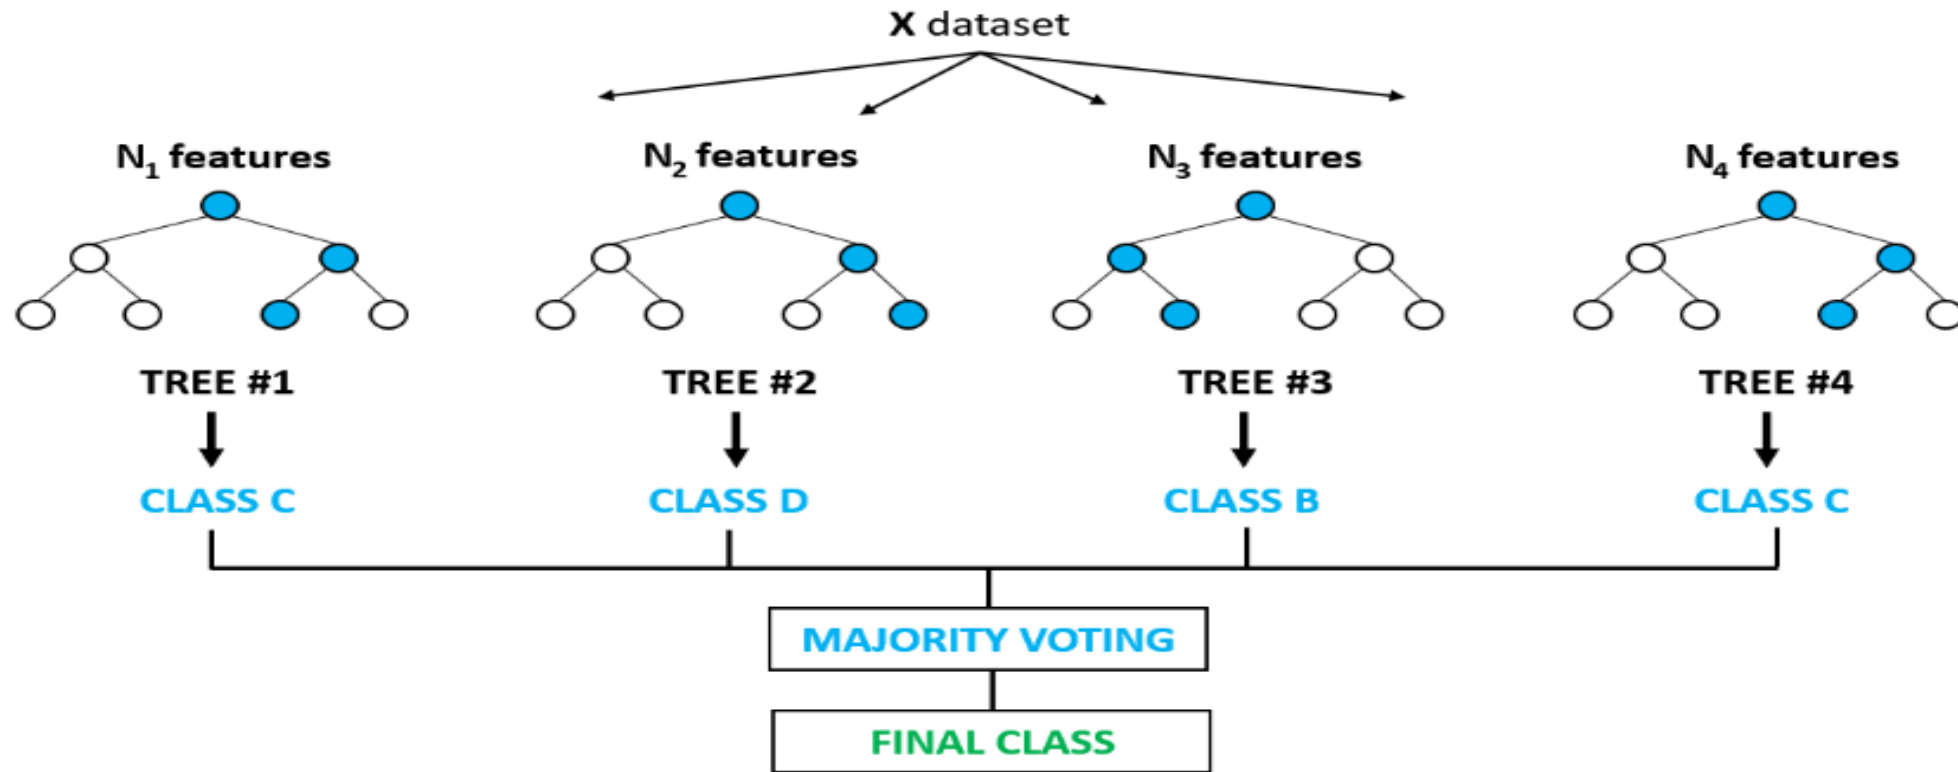 X dataset
N₁ features
N₂ features
N₃ features
N₄ features
TREE #1
TREE #2
TREE #3
TREE #4
CLASS C
CLASS D
CLASS B
CLASS C
MAJORITY VOTING
FINAL CLASS